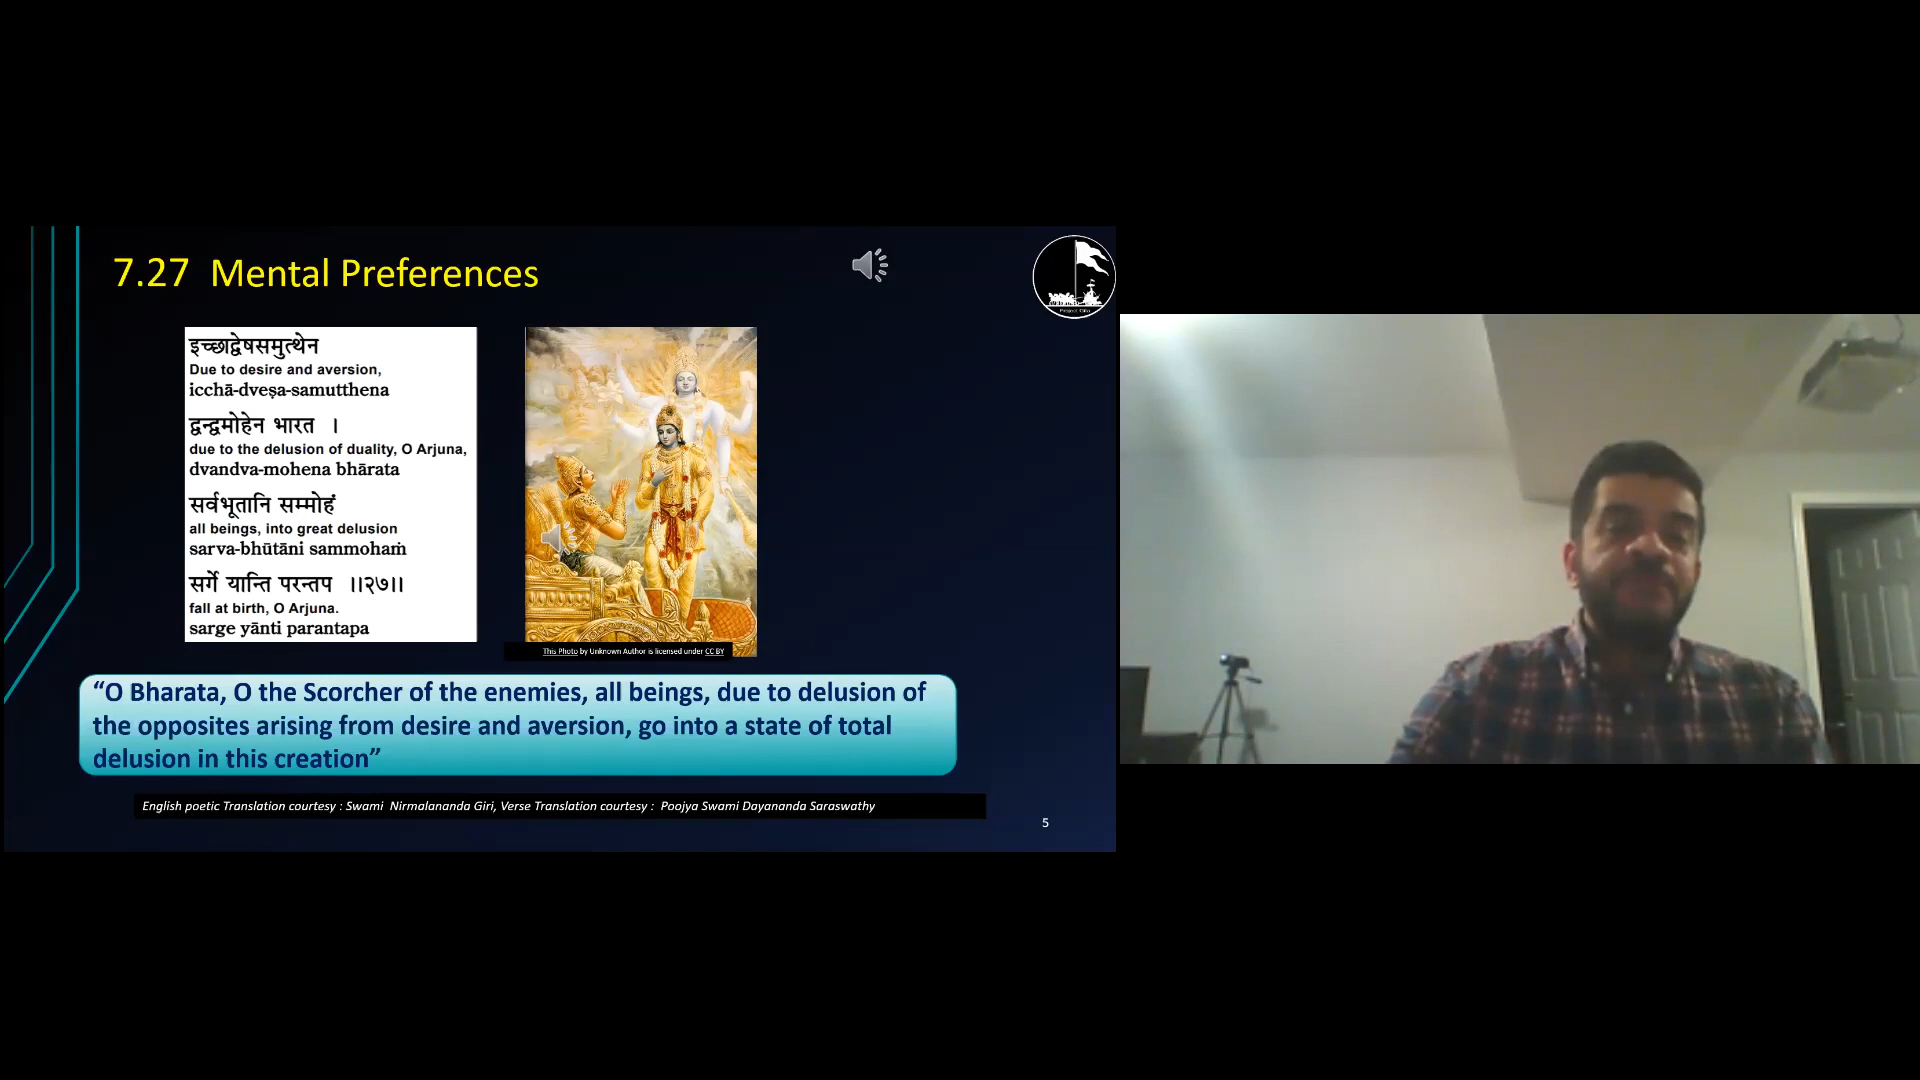 7.27 Mental Preferences
इच्छाद्वेषसमुत्थेन
Due to desire and aversion,
icchā-dveṣa-samutthena
द्वन्द्वमोहेन भारत ।
due to the delusion of duality, O Arjuna,
dvandva-mohena bhārata
सर्वभूतानि सम्मोहं
all beings, into great delusion
sarva-bhūtāni sammohaṁ
सर्गे यान्ति परन्तप ।।२७।।
fall at birth, O Arjuna.
sarge yānti parantapa
This Photo by Unknown Author is licensed under CC BY
“O Bharata, O the Scorcher of the enemies, all beings, due to delusion of
the opposites arising from desire and aversion, go into a state of total
delusion in this creation”
English poetic Translation courtesy : Swami Nirmalananda Giri, Verse Translation courtesy : Poojya Swami Dayananda Saraswathy
5
Project Gita